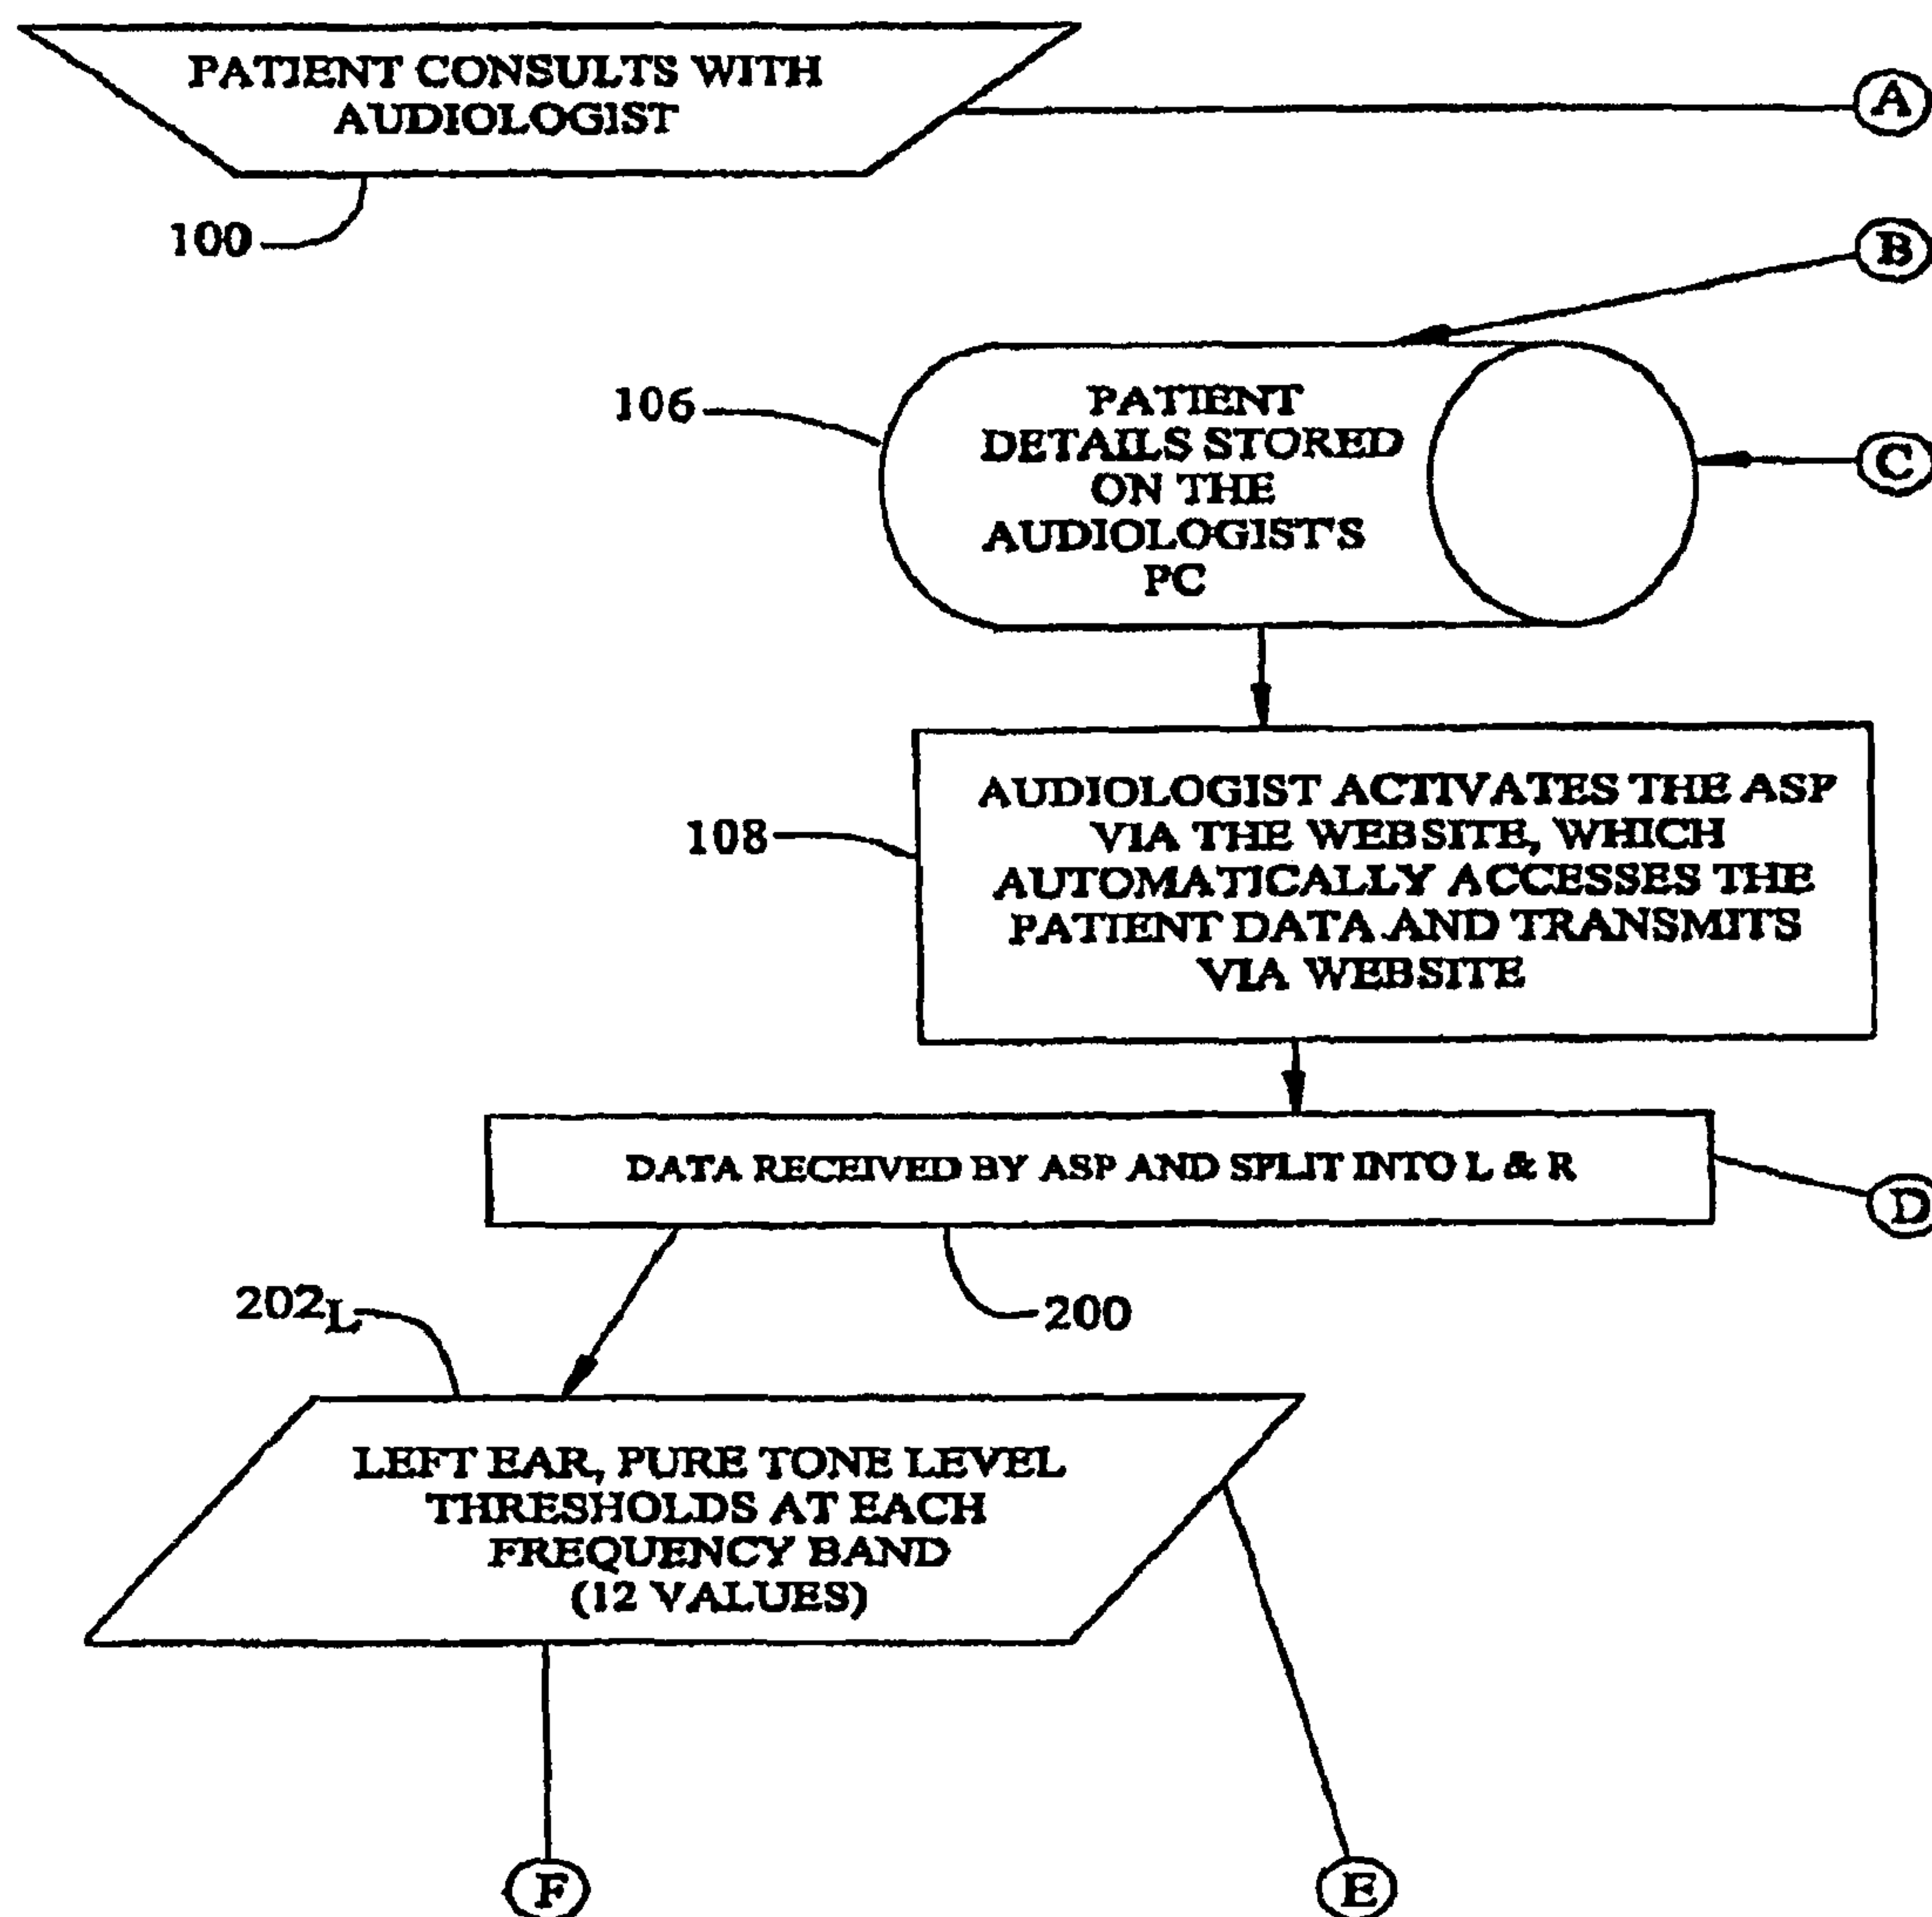 PATIENT CONSULTS WITH
AUDIOLOGIST
A
100
B
106
PATIENT
DETAILS STORED
ON THE
AUDIOLOGIST'S
PC
C
108
AUDIOLOGIST ACTIVATES THE ASP
VIA THE WEBSITE, WHICH
AUTOMATICALLY ACCESSES THE
PATIENT DATA AND TRANSMITS
VIA WEBSITE
DATA RECEIVED BY ASP AND SPLIT INTO L & R
D
202L
200
LEFT EAR, PURE TONE LEVEL
THRESHOLDS AT EACH
FREQUENCY BAND
(12 VALUES)
F
E